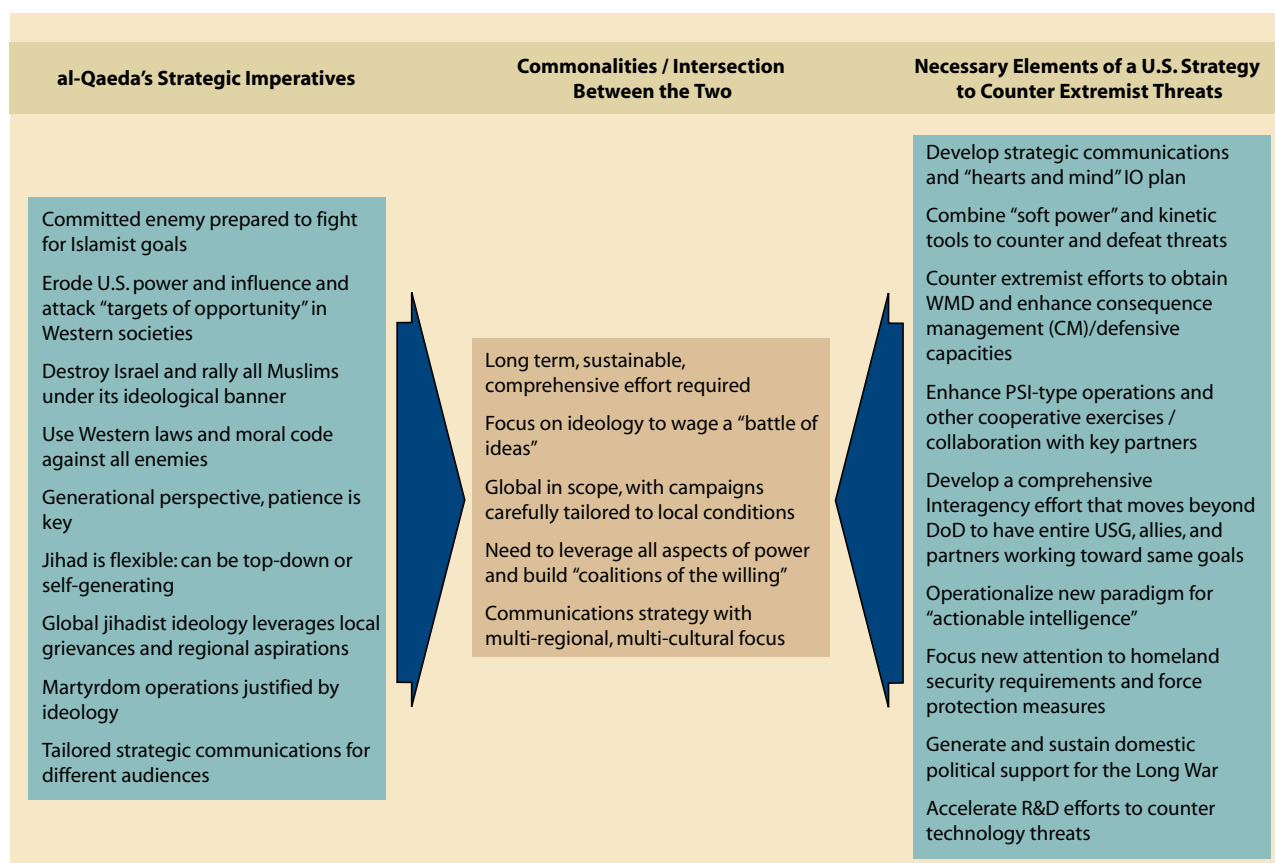 al-Qaeda's Strategic Imperatives
Commonalities / Intersection
Between the Two
Necessary Elements of a U.S. Strategy
to Counter Extremist Threats
Committed enemy prepared to fight
for Islamist goals
Erode U.S. power and influence and
attack “targets of opportunity” in
Western societies
Destroy Israel and rally all Muslims
under its ideological banner
Use Western laws and moral code
against all enemies
Generational perspective, patience is
key
Jihad is flexible: can be top-down or
self-generating
Global jihadist ideology leverages local
grievances and regional aspirations
Martyrdom operations justified by
ideology
Tailored strategic communications for
different audiences
Long term, sustainable,
comprehensive effort required
Focus on ideology to wage a “battle of
ideas”
Global in scope, with campaigns
carefully tailored to local conditions
Need to leverage all aspects of power
and build “coalitions of the willing”
Communications strategy with
multi-regional, multi-cultural focus
Develop strategic communications
and “hearts and mind” IO plan
Combine “soft power” and kinetic
tools to counter and defeat threats
Counter extremist efforts to obtain
WMD and enhance consequence
management (CM)/defensive
capacities
Enhance PSI-type operations and
other cooperative exercises /
collaboration with key partners
Develop a comprehensive
Interagency effort that moves beyond
DoD to have entire USG, allies, and
partners working toward same goals
Operationalize new paradigm for
“actionable intelligence”
Focus new attention to homeland
security requirements and force
protection measures
Generate and sustain domestic
political support for the Long War
Accelerate R&D efforts to counter
technology threats